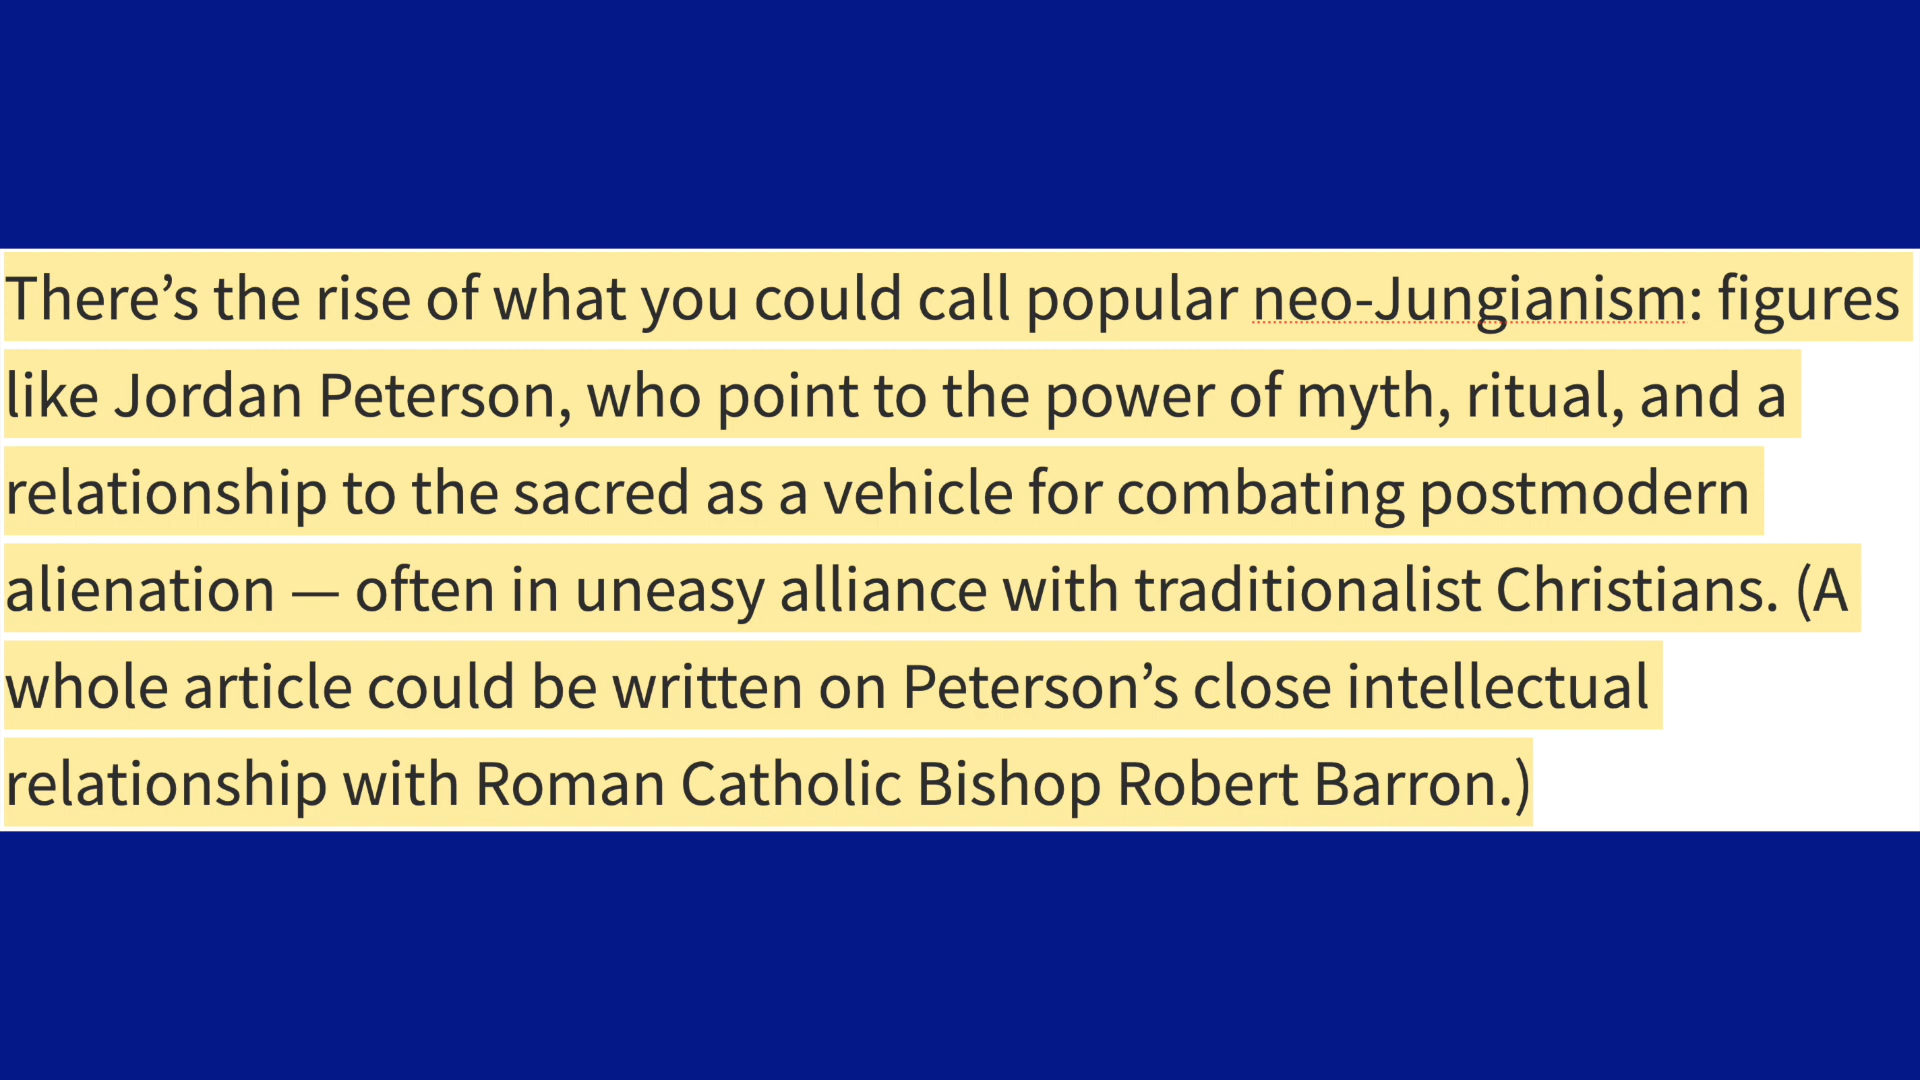 There’s the rise of what you could call popular neo-Jungianism: figures
like Jordan Peterson, who point to the power of myth, ritual, and a
relationship to the sacred as a vehicle for combating postmodern
alienation — often in uneasy alliance with traditionalist Christians. (A
whole article could be written on Peterson’s close intellectual
relationship with Roman Catholic Bishop Robert Barron.)